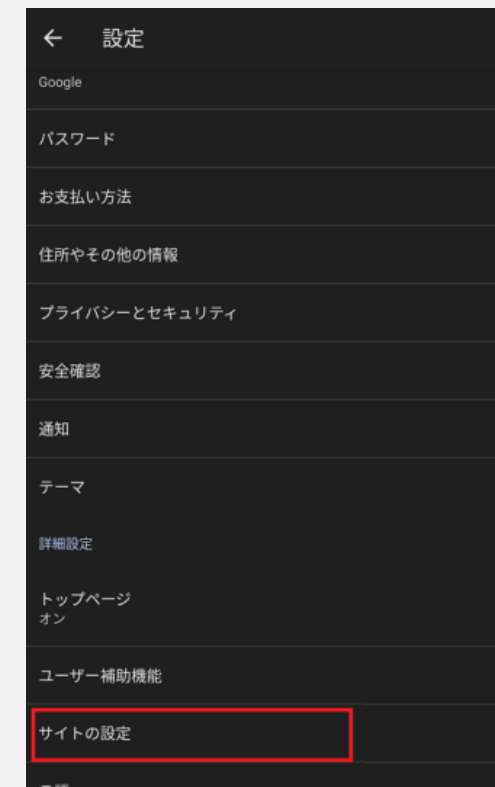 設定
Google
パスワード
お支払い方法
住所やその他の情報
プライバシーとセキュリティ
安全確認
通知
テーマ
詳細設定
トップページ
オン
ユーザー補助機能
サイトの設定